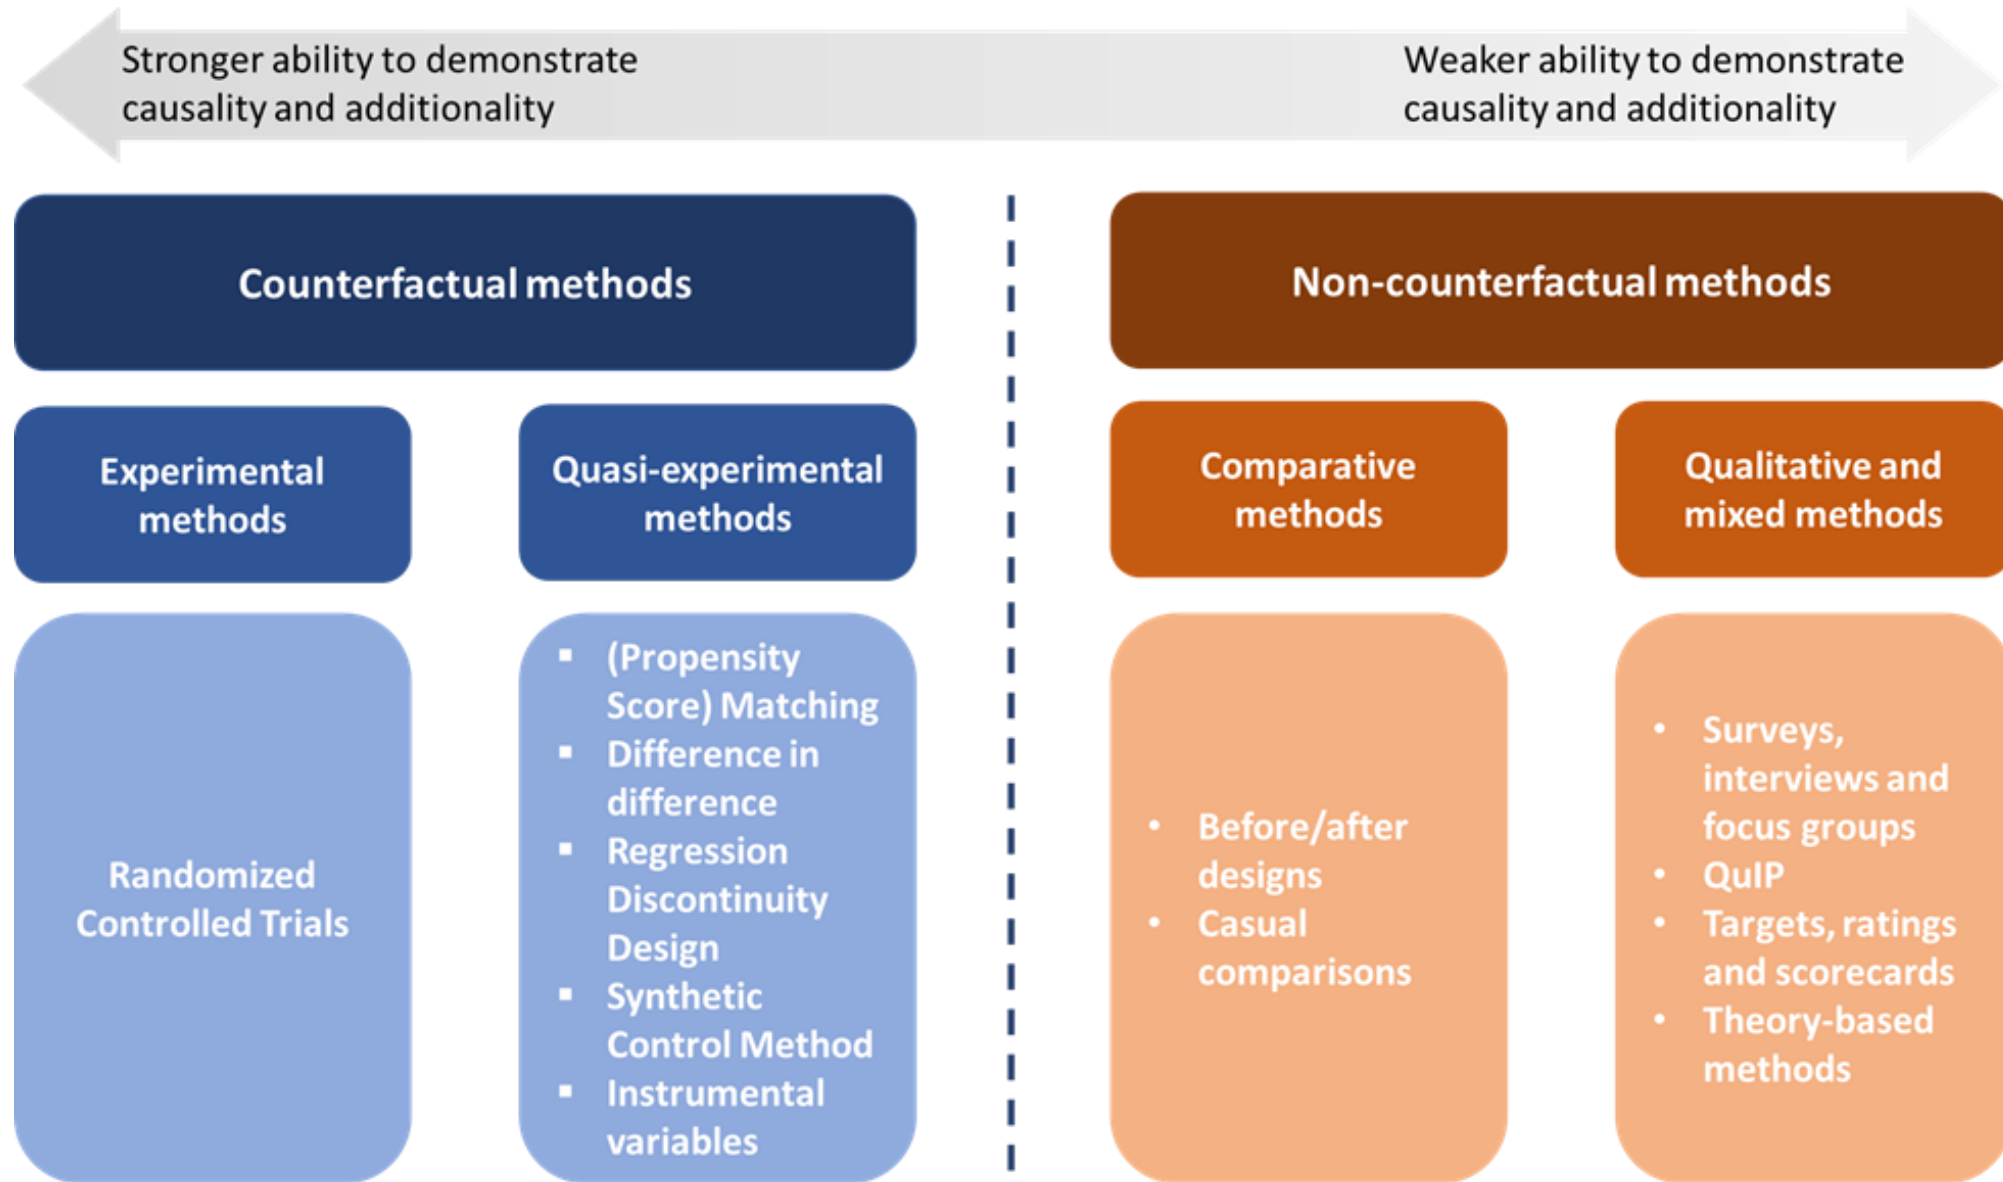 Stronger ability to demonstrate
causality and additionality
Weaker ability to demonstrate
causality and additionality
Counterfactual methods
Non-counterfactual methods
Experimental
methods
Quasi-experimental
methods
Comparative
methods
Qualitative and
mixed methods
Randomized
Controlled Trials
▪ (Propensity
Score) Matching
▪ Difference in
difference
▪ Regression
Discontinuity
Design
▪ Synthetic
Control Method
▪ Instrumental
variables
• Before/after
designs
• Casual
comparisons
• Surveys,
interviews and
focus groups
• QuIP
• Targets, ratings
and scorecards
• Theory-based
methods